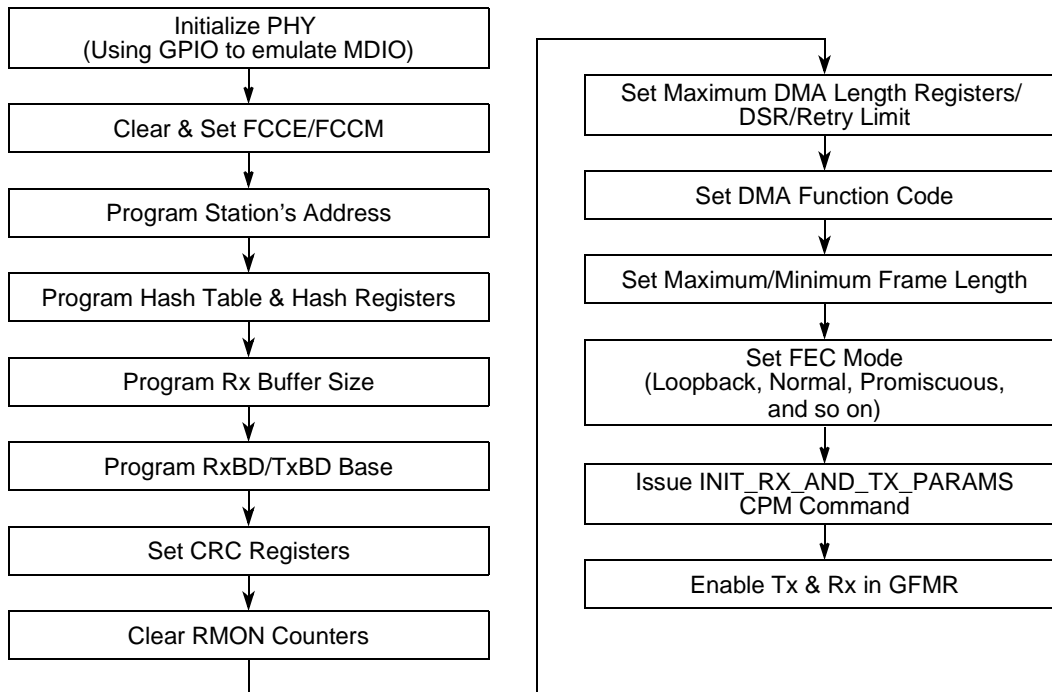 Initialize PHY
(Using GPIO to emulate MDIO)
Clear & Set FCCE/FCCM
Program Station's Address
Program Hash Table & Hash Registers
Program Rx Buffer Size
Program RxBD/TxBD Base
Set CRC Registers
Clear RMON Counters
Set Maximum DMA Length Registers/
DSR/Retry Limit
Set DMA Function Code
Set Maximum/Minimum Frame Length
Set FEC Mode
(Loopback, Normal, Promiscuous,
and so on)
Issue INIT_RX_AND_TX_PARAMS
CPM Command
Enable Tx & Rx in GFMR